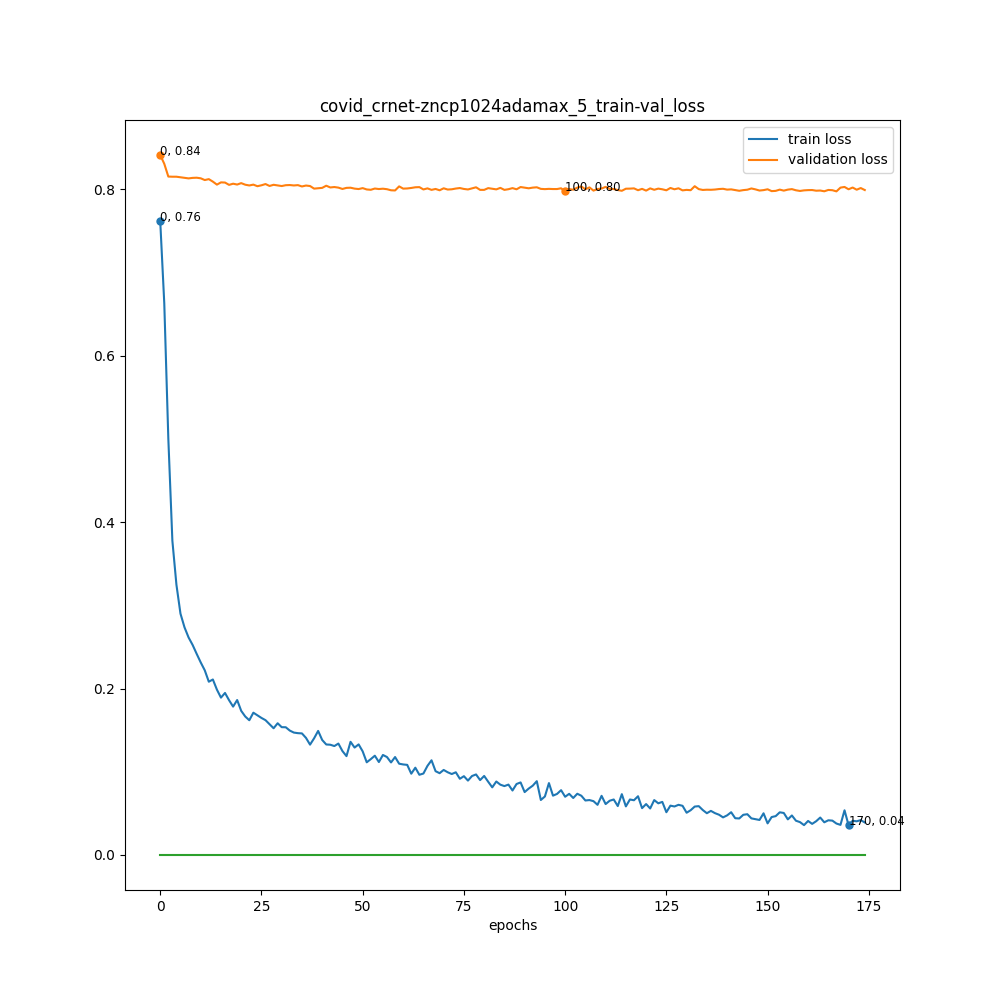 covid_crnet-zncp1024adamax_5_train-val_loss
train loss
validation loss
0, 0.84
0.8
100, 0.80
0, 0.76
0.6
0.4
0.2
170, 0.04
0.0
0 25 50 75 100 125 150 175
epochs